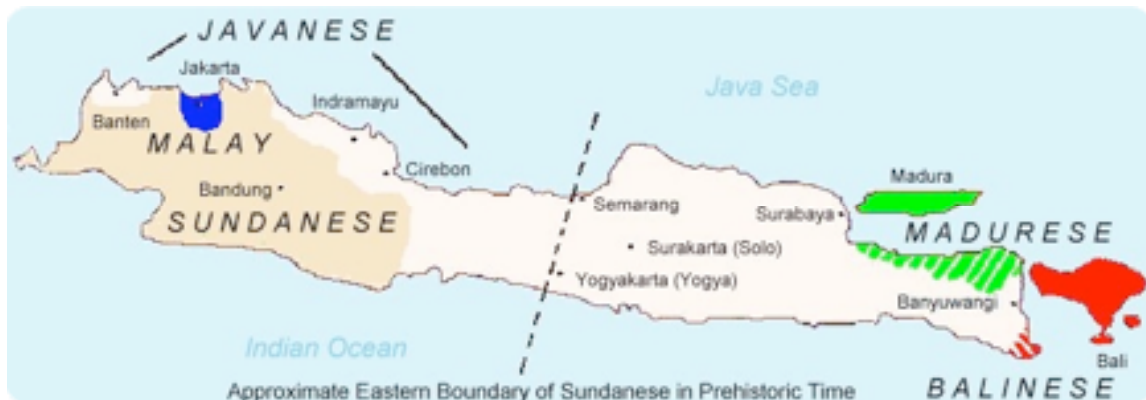 JAVANESE
Jakarta
Indramayu
Java Sea
Banten
MALAY
Cirebon
Madura
Bandung
Semarang
Surabaya
SUNDANESE
MADURESE
Surakarta (Solo)
Yogyakarta (Yogya)
Banyuwangi
Indian Ocean
Bali
Approximate Eastern Boundary of Sundanese in Prehistoric Time
BALINESE